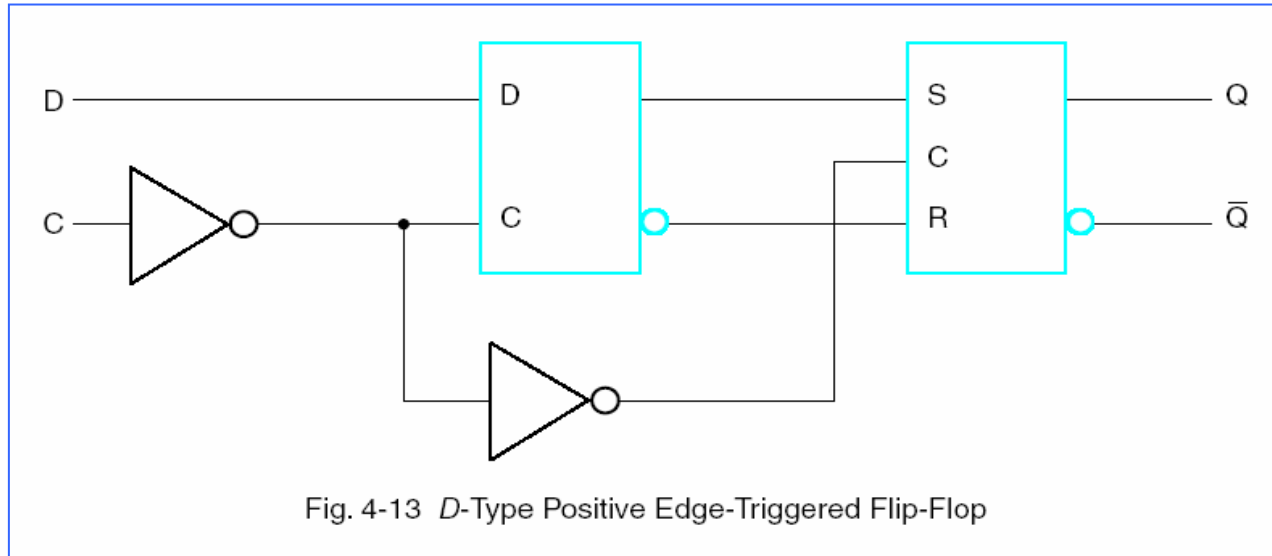 D
D
S
Q
C
C
C
R
Q̅
Fig. 4-13 D-Type Positive Edge-Triggered Flip-Flop